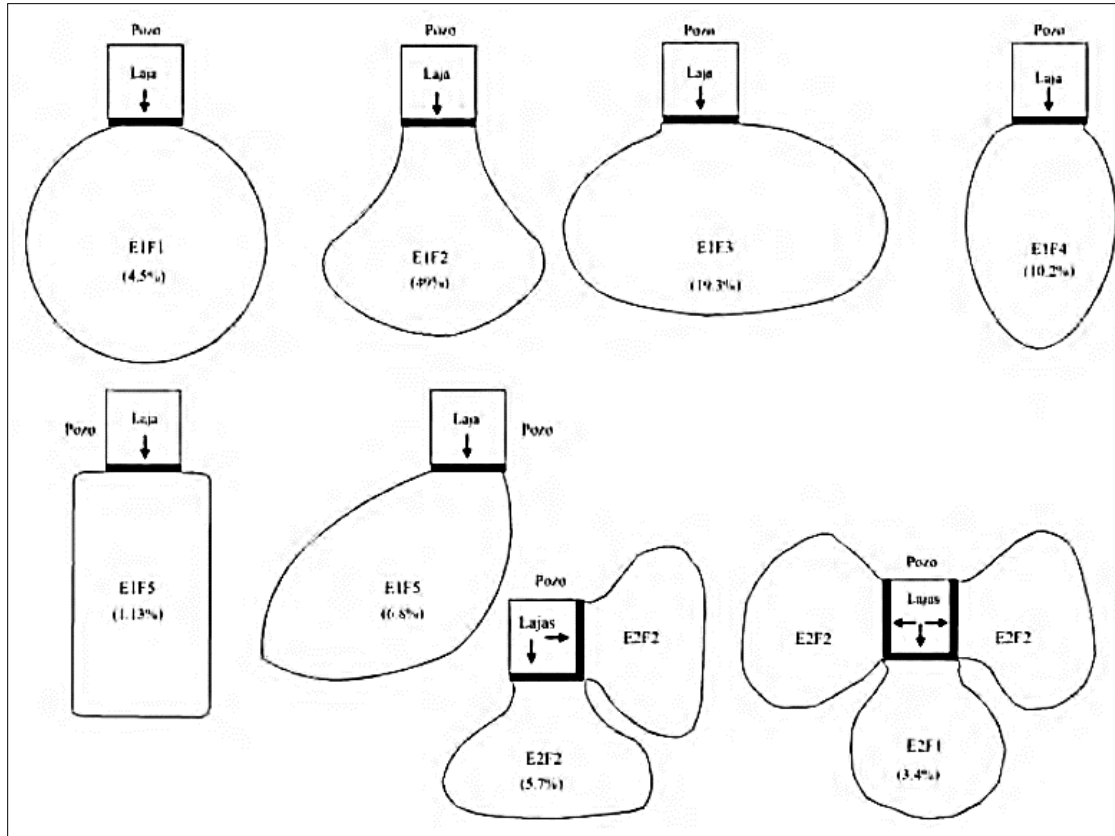 Pozo
Laja
E1F1
(4.5%)
Pozo
Laja
E1F2
(49%)
Pozo
Laja
E1F3
(19.3%)
Pozo
Laja
E1F4
(10.2%)
Pozo
Laja
E1F5
(1.13%)
Laja
Pozo
E1F5
(6.8%)
Pozo
Lajas
E2F2
E2F2
(5.7%)
Pozo
Lajas
E2F2
E2F2
E2F1
(3.4%)